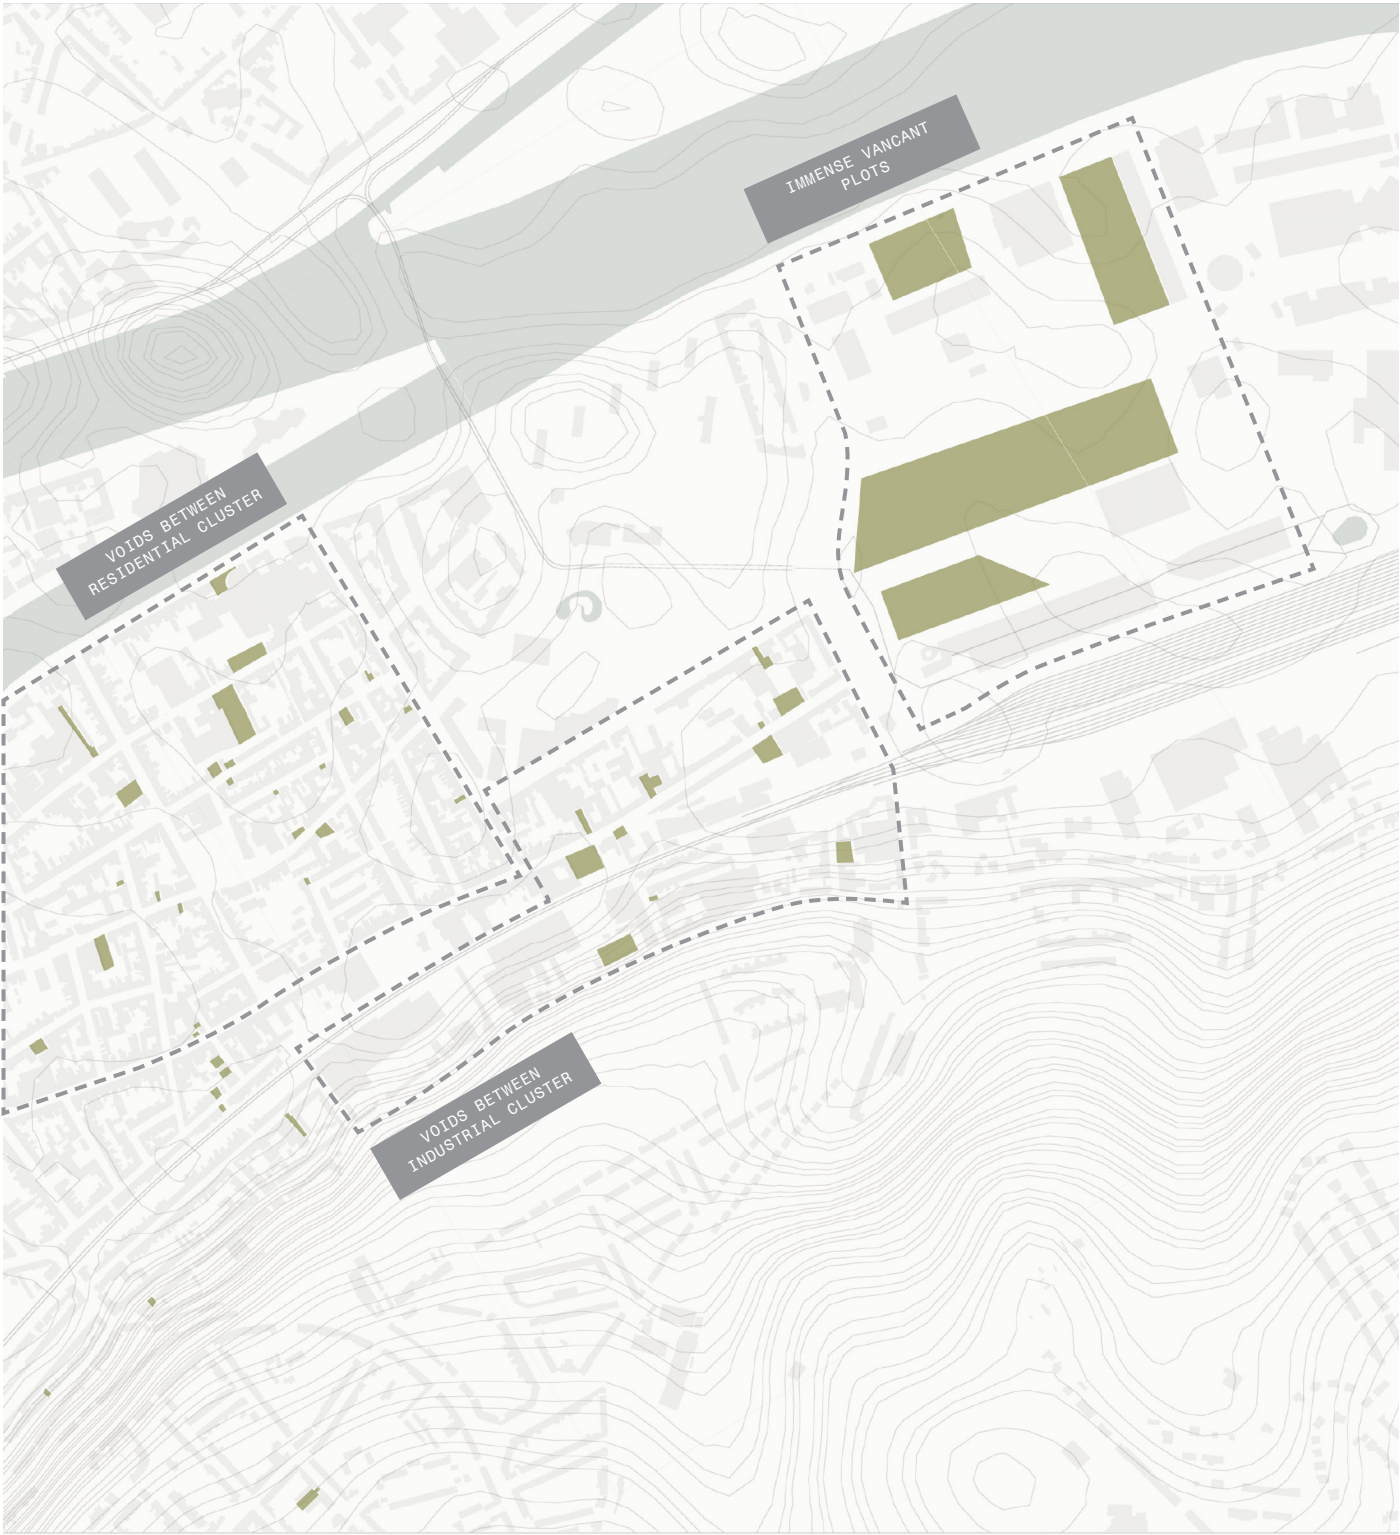 IMMENSE VANCANT
PLOTS
VOIDS BETWEEN
RESIDENTIAL CLUSTER
VOIDS BETWEEN
INDUSTRIAL CLUSTER